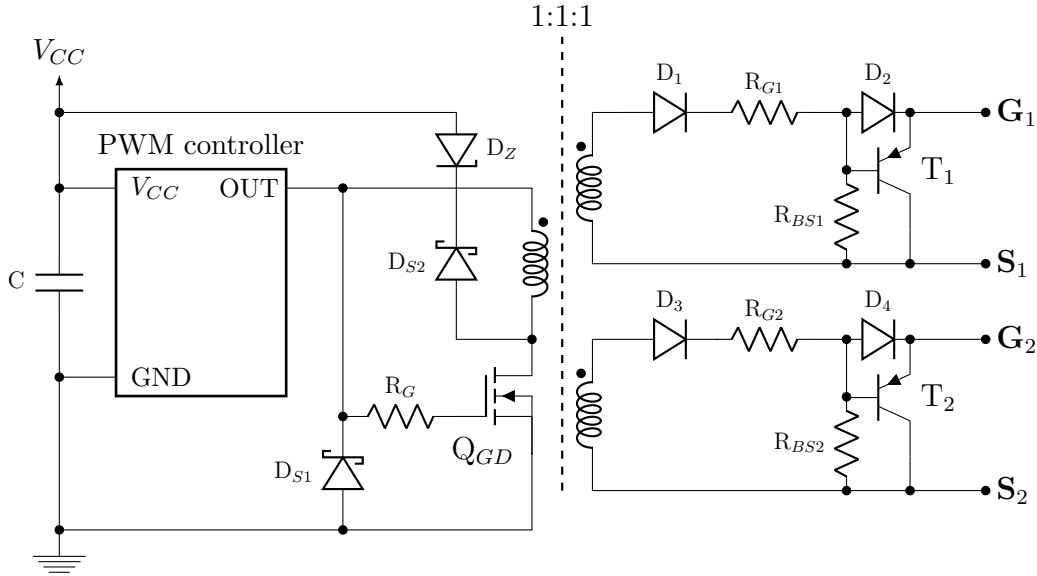 1:1:1
V_CC
D_1
R_G1
D_2
G_1
PWM controller
D_Z
V_CC
OUT
T_1
R_BS1
D_S2
C
S_1
D_3
R_G2
D_4
G_2
GND
R_G
T_2
R_BS2
Q_GD
D_S1
S_2